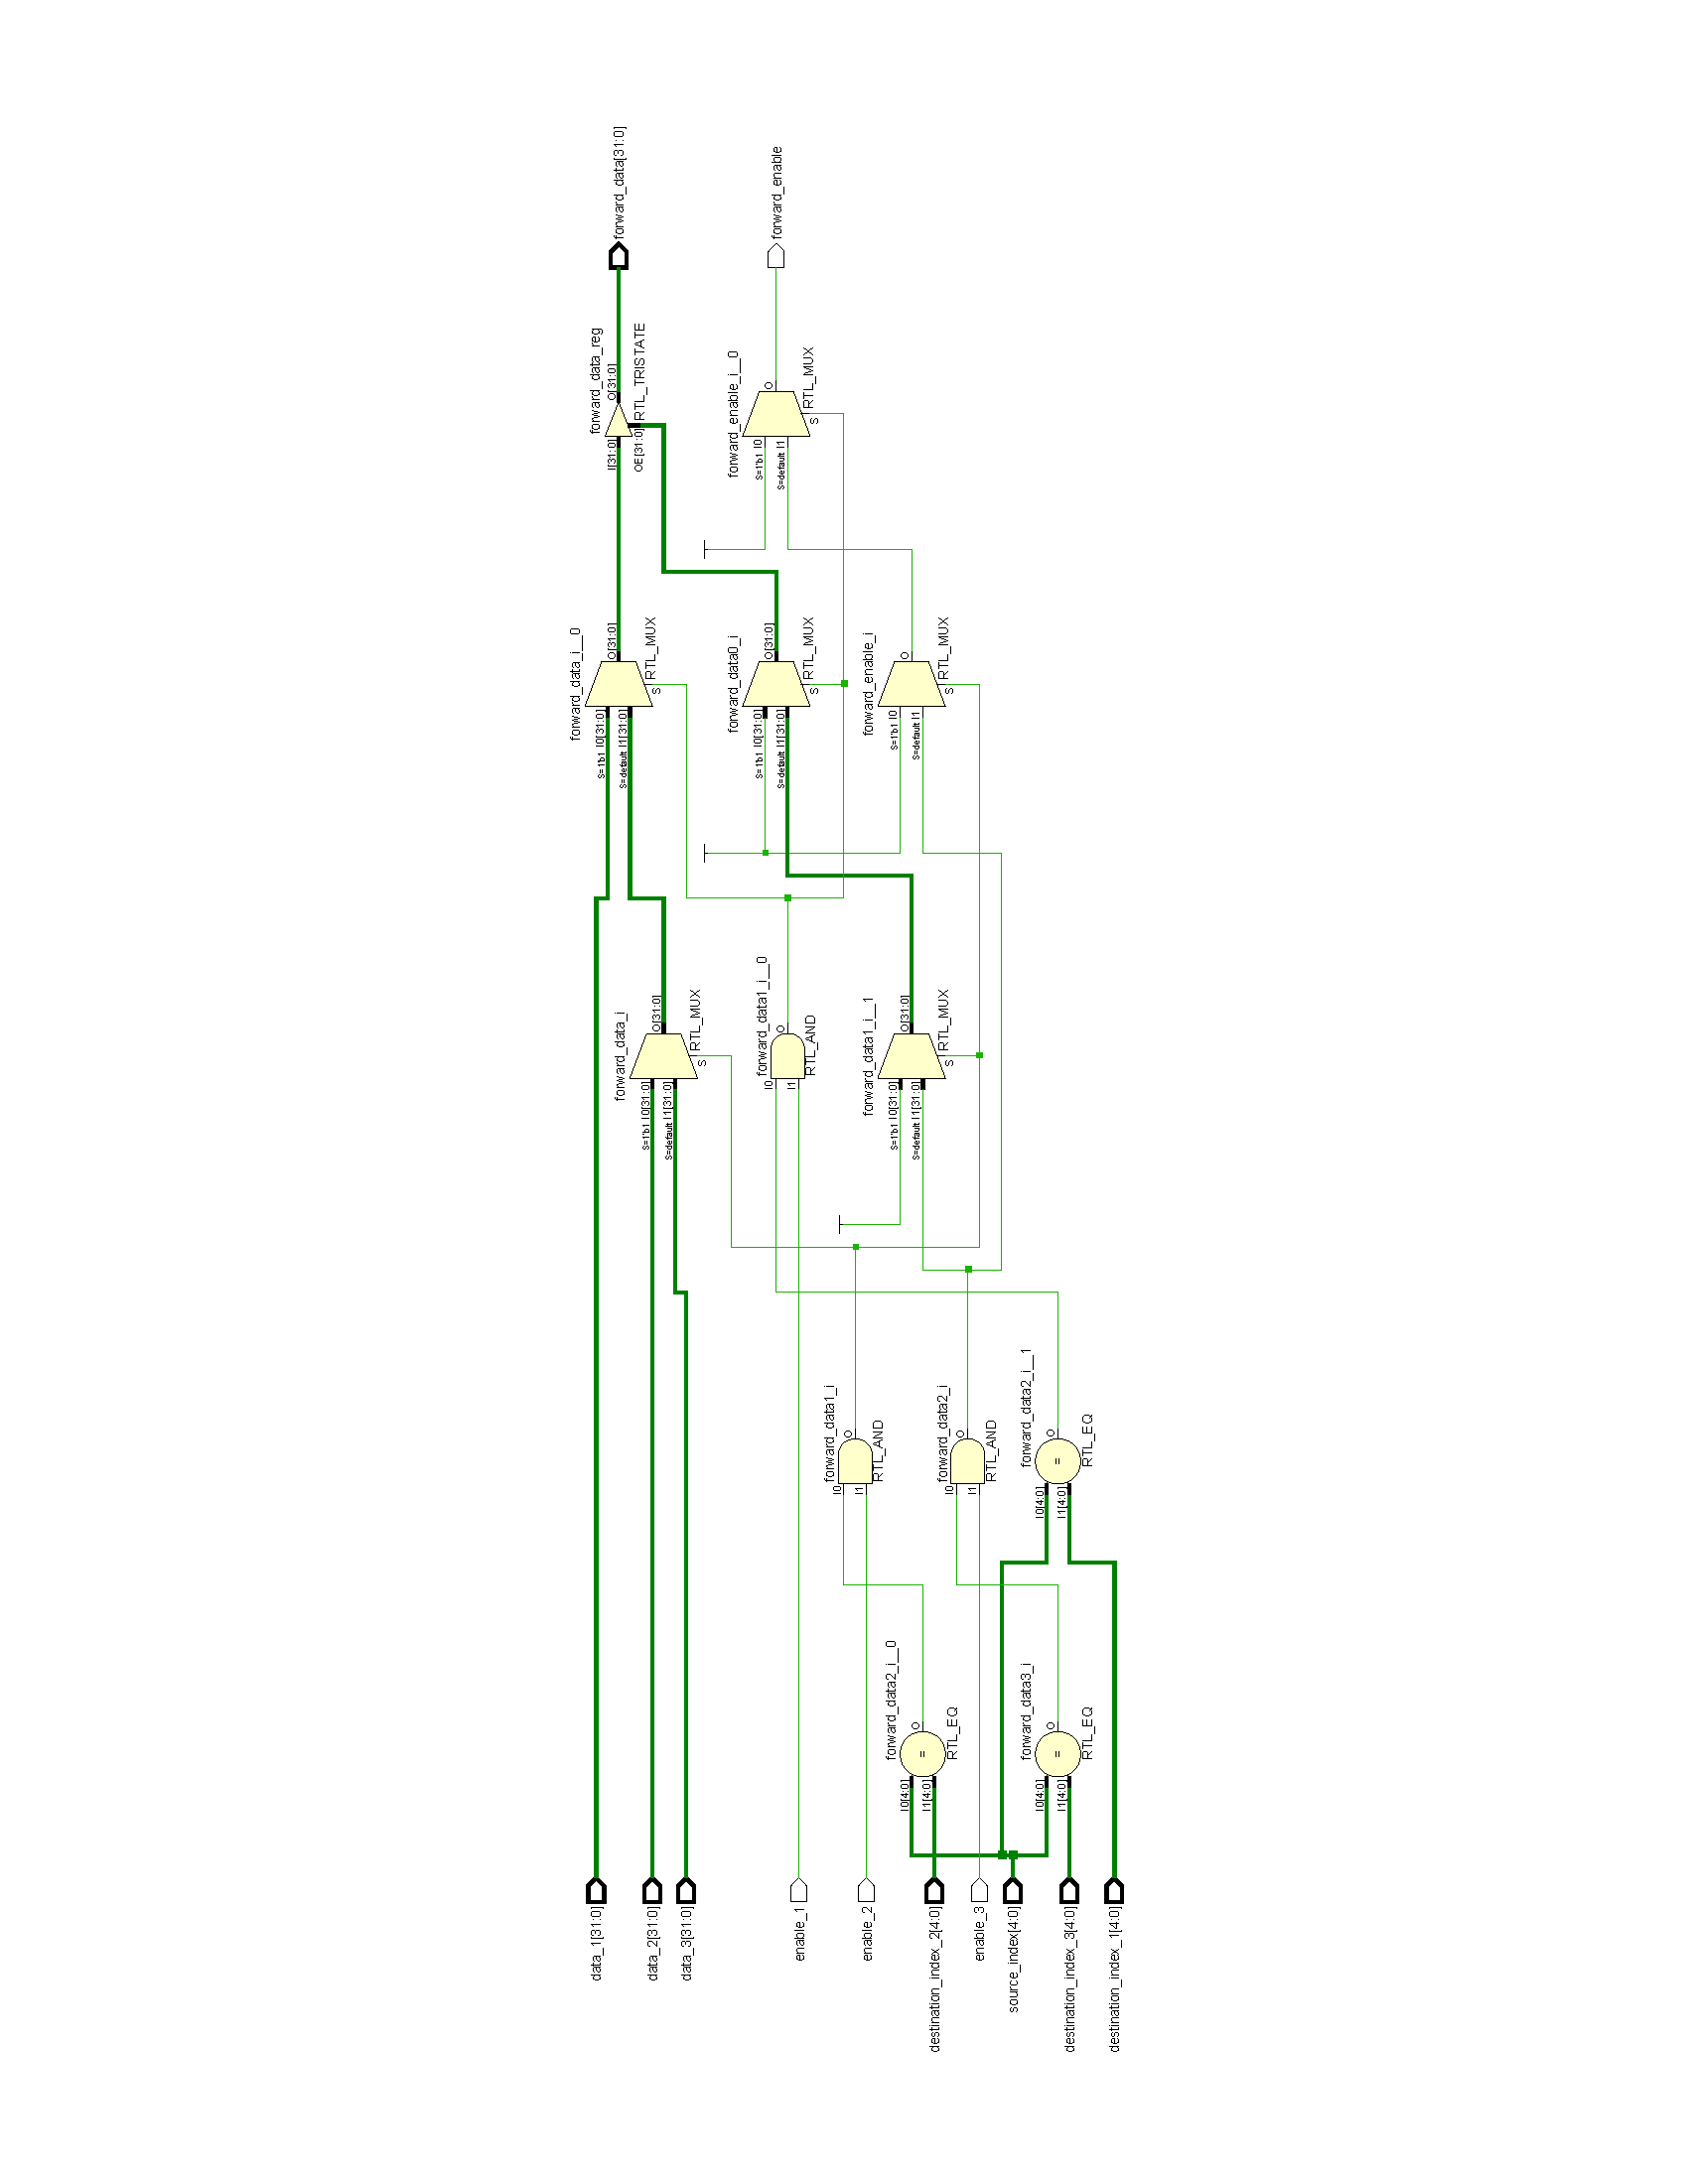 forward_data[31:0]
forward_enable
forward_data_reg
O[31:0]
RTL_TRISTATE
I[31:0]
OE[31:0]
forward_enable_i__0
O
RTL_MUX
S
S=1'b1 I0
S=default I1
forward_data_i__0
O[31:0]
RTL_MUX
S
S=1'b1 I0[31:0]
S=default I1[31:0]
forward_data0_i
O[31:0]
RTL_MUX
S
S=1'b1 I0[31:0]
S=default I1[31:0]
forward_enable_i
O
RTL_MUX
S
S=1'b1 I0
S=default I1
forward_data_i
O[31:0]
RTL_MUX
S
S=1'b1 I0[31:0]
S=default I1[31:0]
forward_data1_i__0
O
RTL_AND
I0
I1
forward_data1_i__1
O[31:0]
RTL_MUX
S
S=1'b1 I0[31:0]
S=default I1[31:0]
forward_data1_i
O
RTL_AND
I0
I1
forward_data2_i
O
RTL_AND
I0
I1
forward_data2_i__1
O
=
RTL_EQ
I0[4:0]
I1[4:0]
forward_data2_i__0
O
=
RTL_EQ
I0[4:0]
I1[4:0]
forward_data3_i
O
=
RTL_EQ
I0[4:0]
I1[4:0]
data_1[31:0]
data_2[31:0]
data_3[31:0]
enable_1
enable_2
destination_index_2[4:0]
enable_3
source_index[4:0]
destination_index_3[4:0]
destination_index_1[4:0]